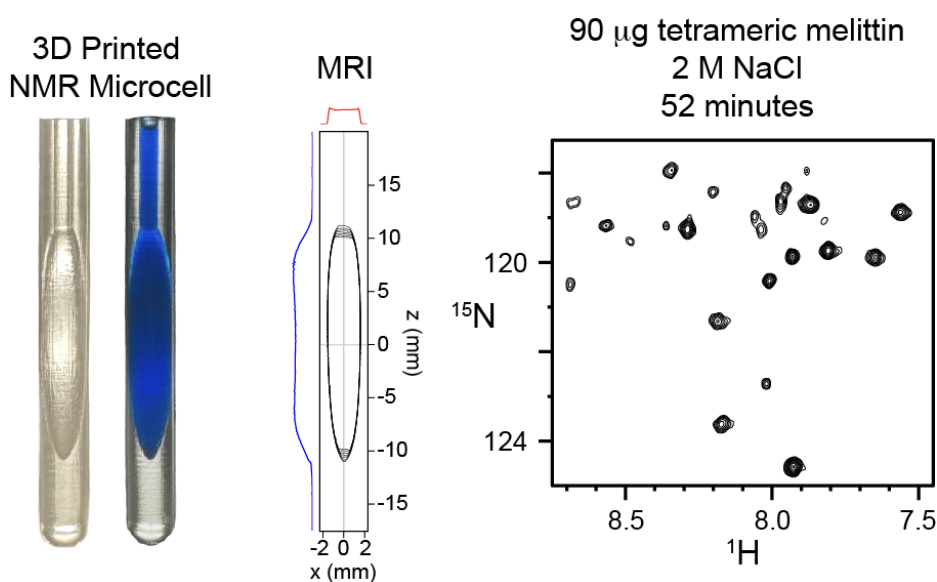 3D Printed
NMR Microcell
MRI
15
10
5
0
-5
-10
-15
z (mm)
-2 0 2
x (mm)
90 μg tetrameric melittin
2 M NaCl
52 minutes
120
124
¹⁵N
8.5 8.0 7.5
¹H